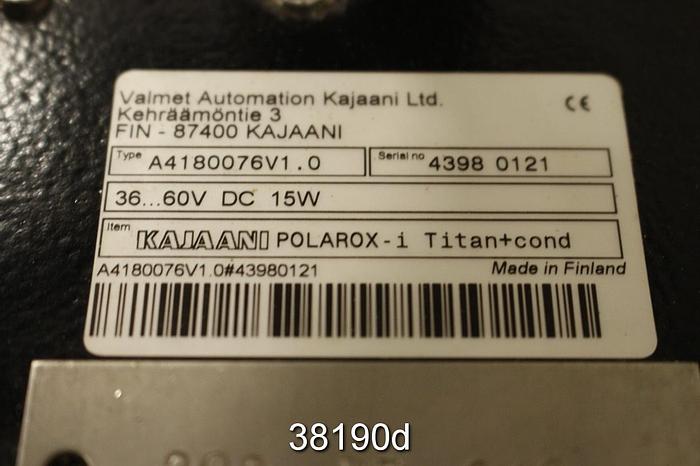 Valmet Automation Kajaani Ltd.
Kehräämöntie 3
FIN - 87400 KAJAANI
CE
Type A4180076V1.0
Serial no 4398 0121
36...60V DC 15W
Item KAJAANI POLAROX-i Titan+cond
A4180076V1.0#43980121
Made in Finland
38190d